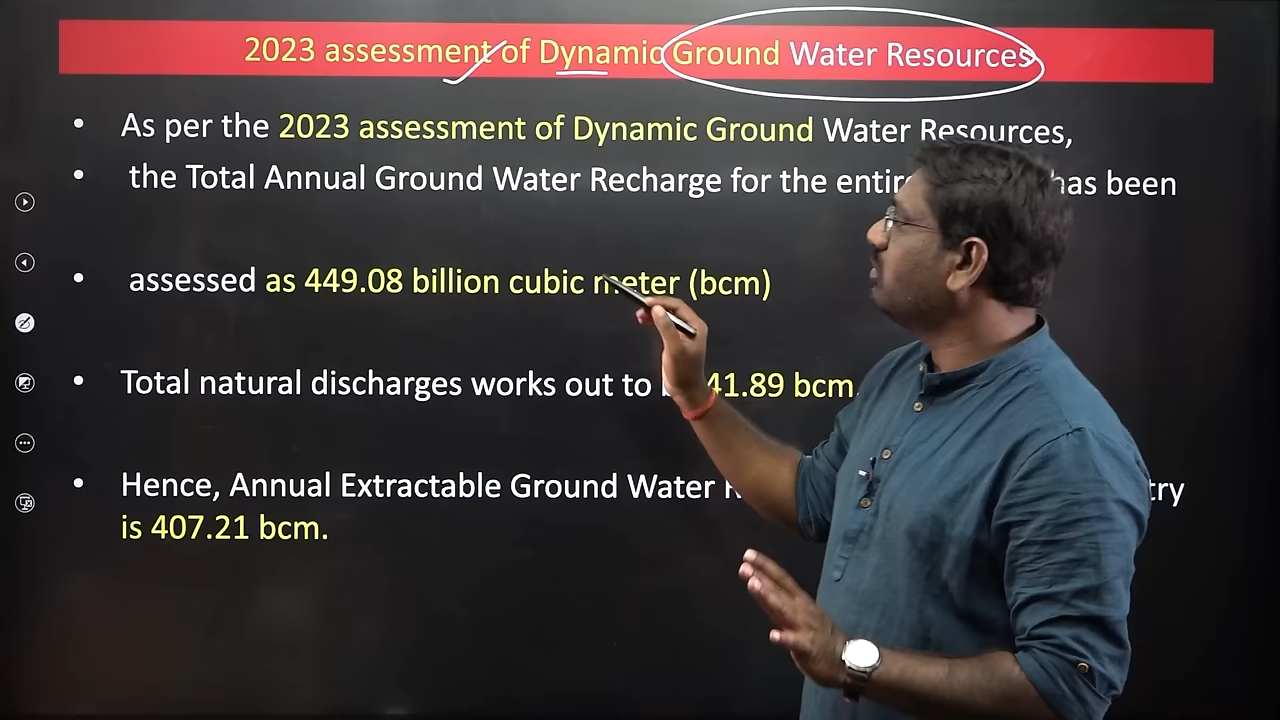 2023 assessment of Dynamic Ground Water Resources
• As per the 2023 assessment of Dynamic Ground Water Resources,
• the Total Annual Ground Water Recharge for the entire has been
• assessed as 449.08 billion cubic meter (bcm)
• Total natural discharges works out to 41.89 bcm.
• Hence, Annual Extractable Ground Water
is 407.21 bcm.